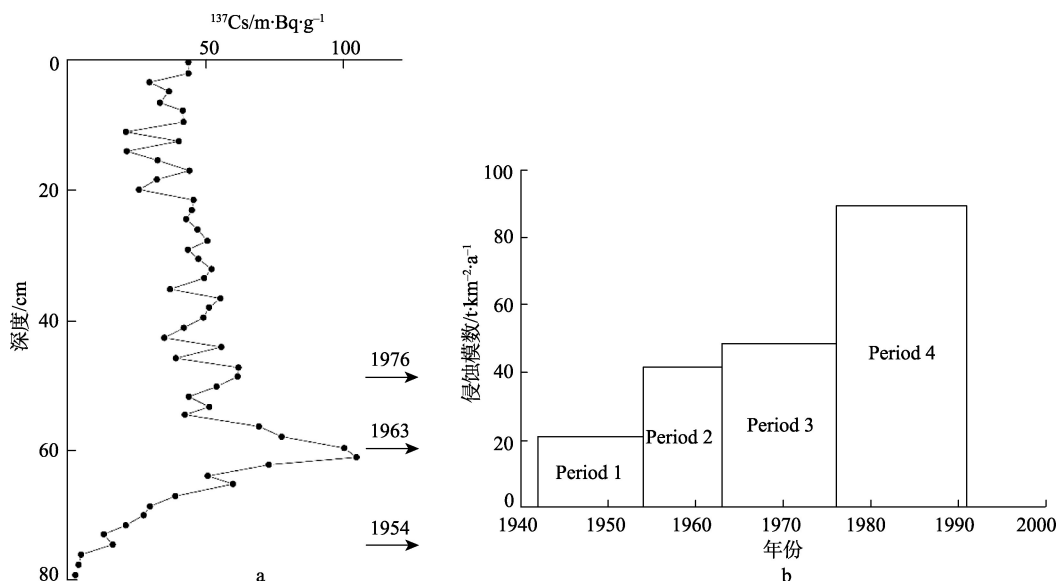 ¹³⁷Cs/m·Bq·g⁻¹
50
100
0
20
40
60
80
深度/cm
1976
1963
1954
a
100
80
60
40
20
0
侵蚀模数/t·km⁻²·a⁻¹
Period 1
Period 2
Period 3
Period 4
1940
1950
1960
1970
1980
1990
2000
年份
b